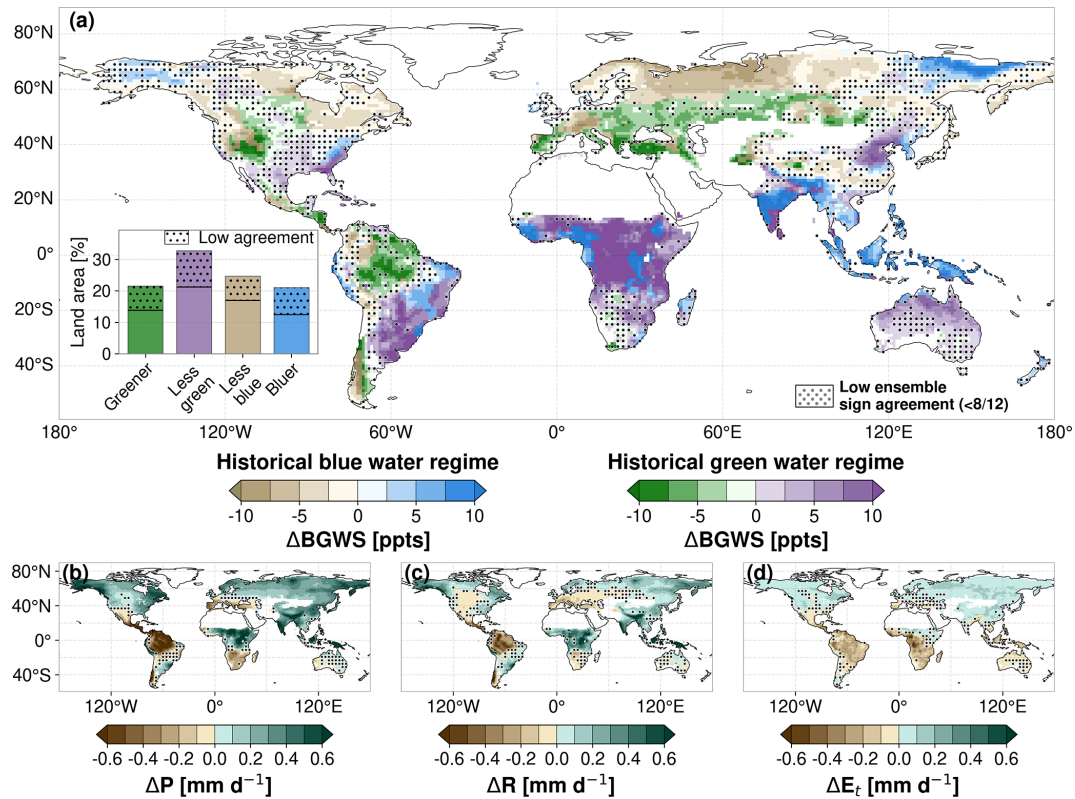 (a)
80°N
60°N
40°N
20°N
0°
20°S
40°S
Low agreement
Land area [%]
30
20
10
0
Greener
Less green
Less blue
Bluer
Low ensemble
sign agreement (<8/12)
180° 120°W 60°W 0° 60°E 120°E 180°
Historical blue water regime
-10 -5 0 5 10
ΔBGWS [ppts]
Historical green water regime
-10 -5 0 5 10
ΔBGWS [ppts]
(b)
80°N
40°N
0°
40°S
120°W 0° 120°E
-0.6 -0.4 -0.2 0.0 0.2 0.4 0.6
ΔP [mm d⁻¹]
(c)
120°W 0° 120°E
-0.6 -0.4 -0.2 0.0 0.2 0.4 0.6
ΔR [mm d⁻¹]
(d)
120°W 0° 120°E
-0.6 -0.4 -0.2 0.0 0.2 0.4 0.6
ΔEₜ [mm d⁻¹]